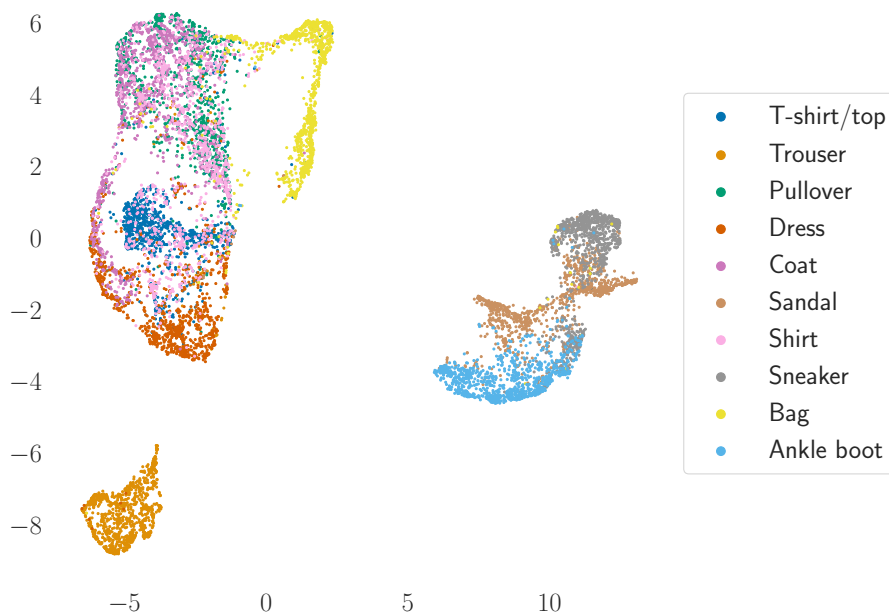 6
4
2
0
−2
−4
−6
−8
−5
0
5
10
T-shirt/top
Trouser
Pullover
Dress
Coat
Sandal
Shirt
Sneaker
Bag
Ankle boot